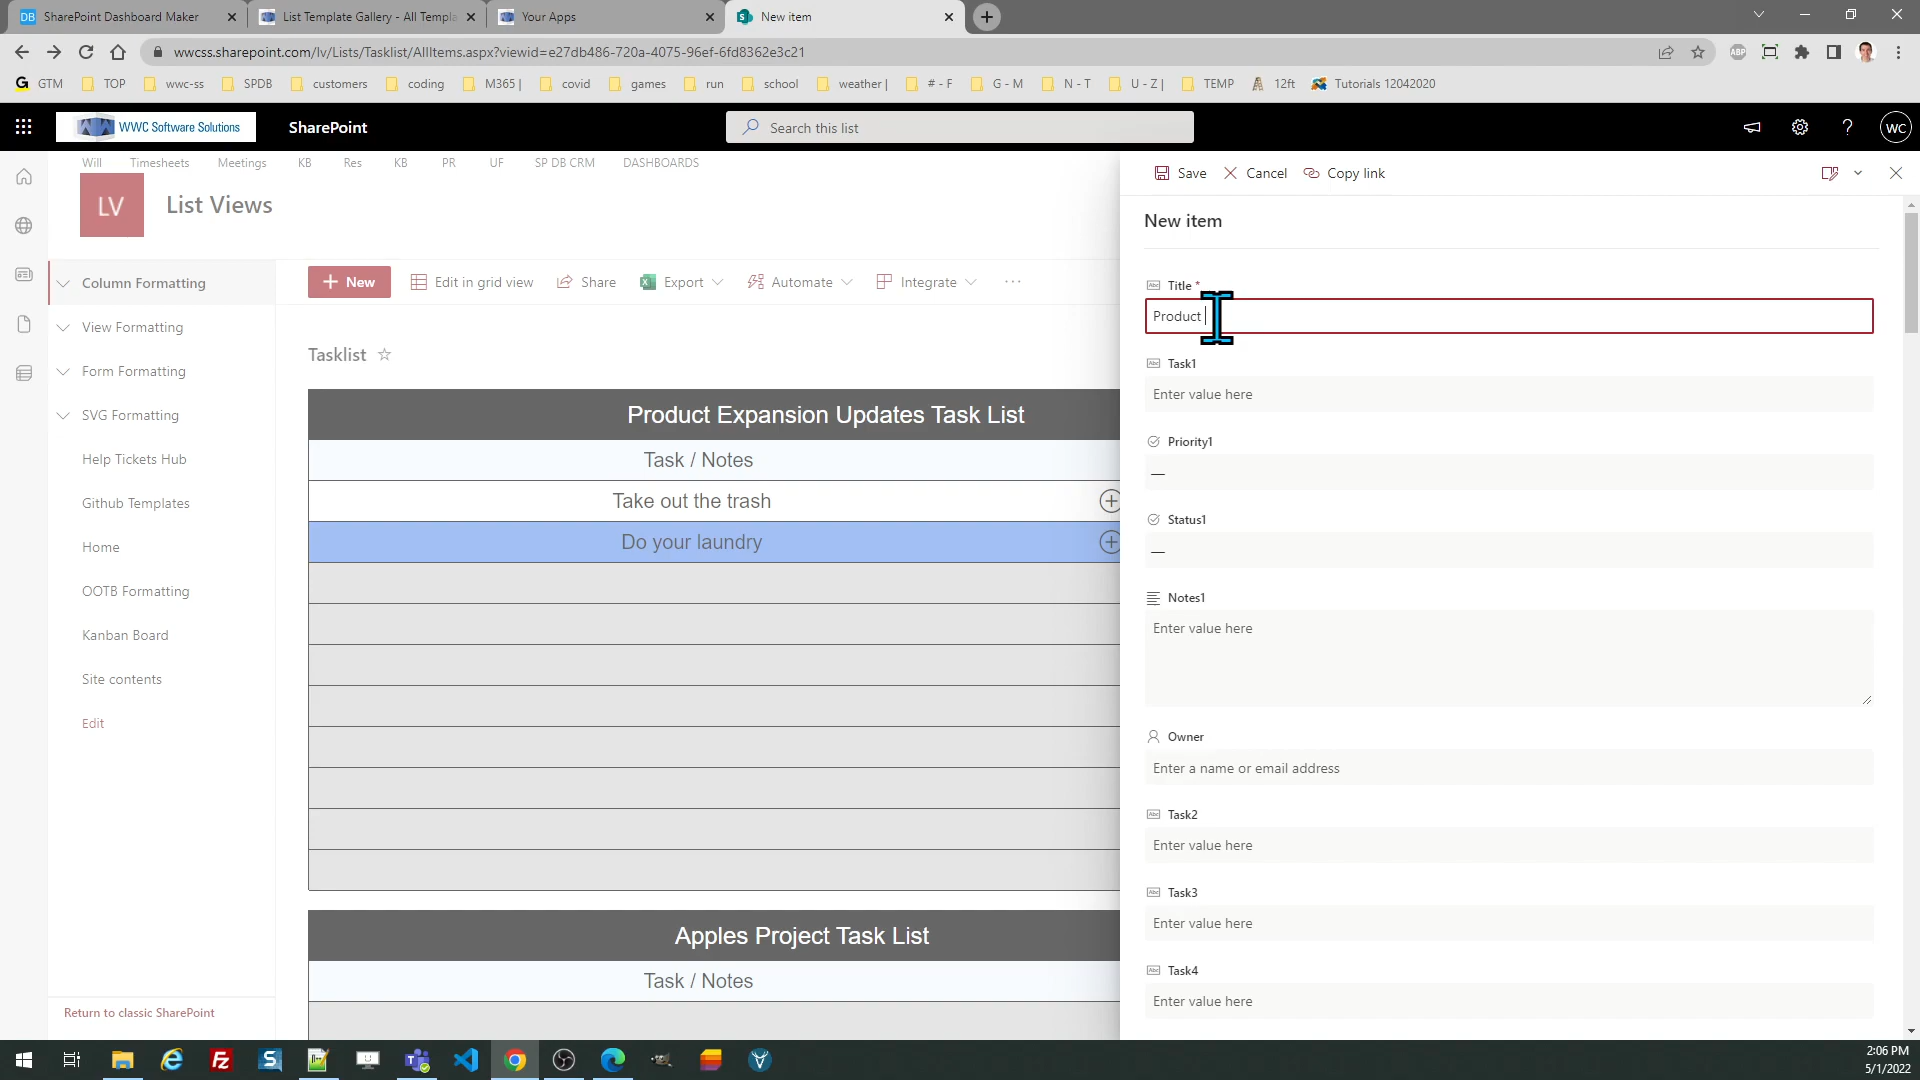 DB SharePoint Dashboard Maker
List Template Gallery - All Templa
Your Apps
New item
wwcss.sharepoint.com/lv/Lists/Tasklist/AllItems.aspx?viewid=e27db486-720a-4075-96ef-6fd8362e3c21
ABP
G GTM
TOP
wwc-ss
SPDB
customers
coding
M365 |
covid
games
run
school
weather |
# - F
G - M
N - T
U - Z |
TEMP
12ft
Tutorials 12042020
WWC Software Solutions
SharePoint
Search this list
?
WC
Will
Timesheets
Meetings
KB
Res
KB
PR
UF
SP DB CRM
DASHBOARDS
LV
List Views
Column Formatting
View Formatting
Form Formatting
SVG Formatting
Help Tickets Hub
Github Templates
Home
OOTB Formatting
Kanban Board
Site contents
Edit
Return to classic SharePoint
New
Edit in grid view
Share
Export
Automate
Integrate
Tasklist
Product Expansion Updates Task List
Task / Notes
Take out the trash
Do your laundry
Apples Project Task List
Task / Notes
Save
Cancel
Copy link
New item
Title *
Product
Task1
Enter value here
Priority1
—
Status1
—
Notes1
Enter value here
Owner
Enter a name or email address
Task2
Enter value here
Task3
Enter value here
Task4
Enter value here
2:06 PM
5/1/2022